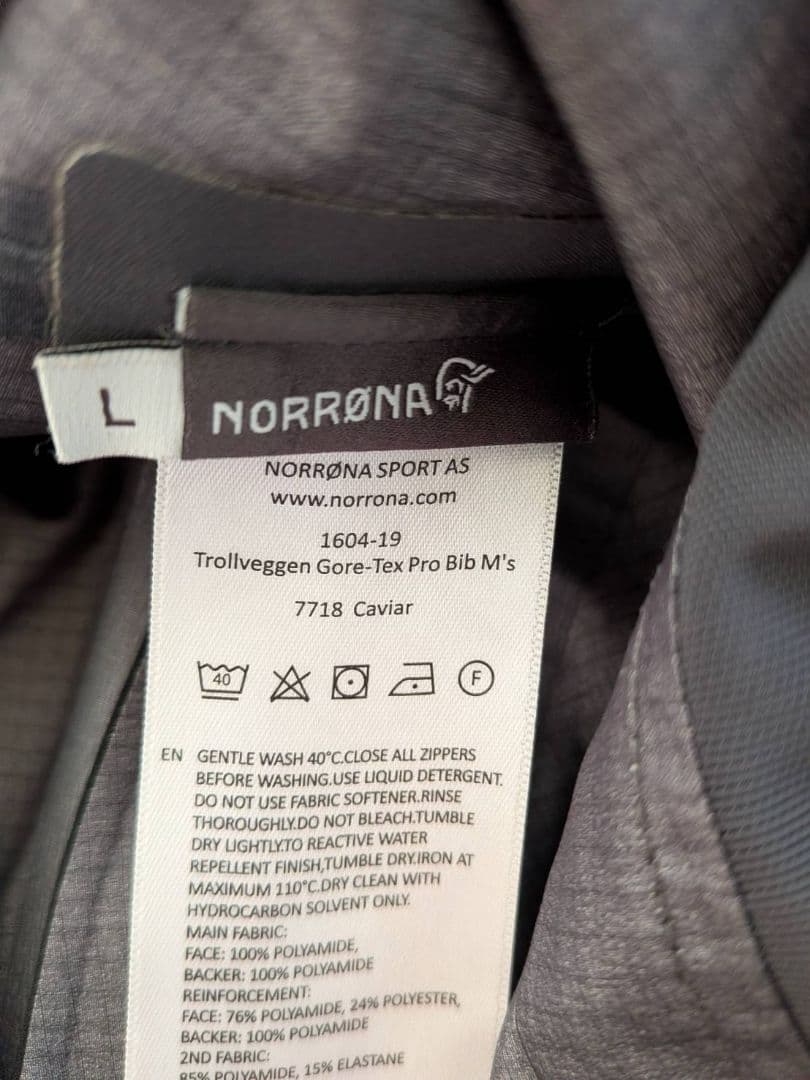 L
NORRØNA
NORRØNA SPORT AS
www.norrona.com
1604-19
Trollveggen Gore-Tex Pro Bib M's
7718 Caviar
40
F
EN GENTLE WASH 40°C.CLOSE ALL ZIPPERS
BEFORE WASHING.USE LIQUID DETERGENT.
DO NOT USE FABRIC SOFTENER.RINSE
THOROUGHLY.DO NOT BLEACH.TUMBLE
DRY LIGHTLY.TO REACTIVE WATER
REPELLENT FINISH,TUMBLE DRY.IRON AT
MAXIMUM 110°C.DRY CLEAN WITH
HYDROCARBON SOLVENT ONLY.
MAIN FABRIC:
FACE: 100% POLYAMIDE,
BACKER: 100% POLYAMIDE
REINFORCEMENT:
FACE: 76% POLYAMIDE, 24% POLYESTER,
BACKER: 100% POLYAMIDE
2ND FABRIC:
85% POLYAMIDE, 15% ELASTANE